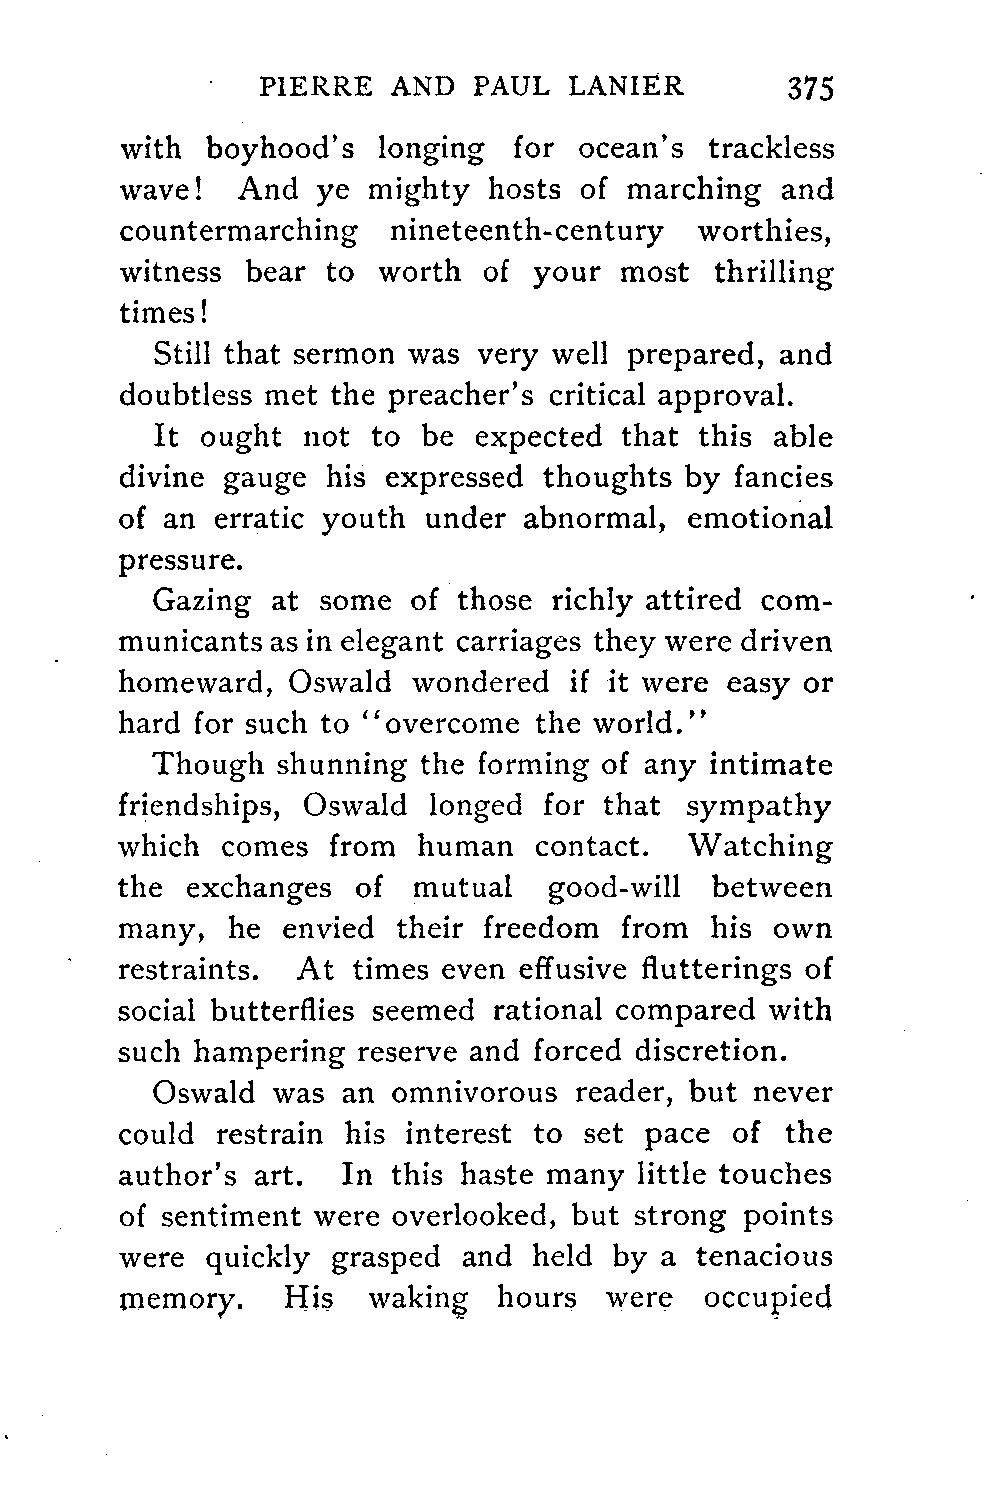 PIERRE AND PAUL LANIER 375
with boyhood's longing for ocean's trackless
wave! And ye mighty hosts of marching and
countermarching nineteenth-century worthies,
witness bear to worth of your most thrilling
times!
Still that sermon was very well prepared, and
doubtless met the preacher's critical approval.
It ought not to be expected that this able
divine gauge his expressed thoughts by fancies
of an erratic youth under abnormal, emotional
pressure.
Gazing at some of those richly attired com-
municants as in elegant carriages they were driven
homeward, Oswald wondered if it were easy or
hard for such to "overcome the world."
Though shunning the forming of any intimate
friendships, Oswald longed for that sympathy
which comes from human contact. Watching
the exchanges of mutual good-will between
many, he envied their freedom from his own
restraints. At times even effusive flutterings of
social butterflies seemed rational compared with
such hampering reserve and forced discretion.
Oswald was an omnivorous reader, but never
could restrain his interest to set pace of the
author's art. In this haste many little touches
of sentiment were overlooked, but strong points
were quickly grasped and held by a tenacious
memory. His waking hours were occupied